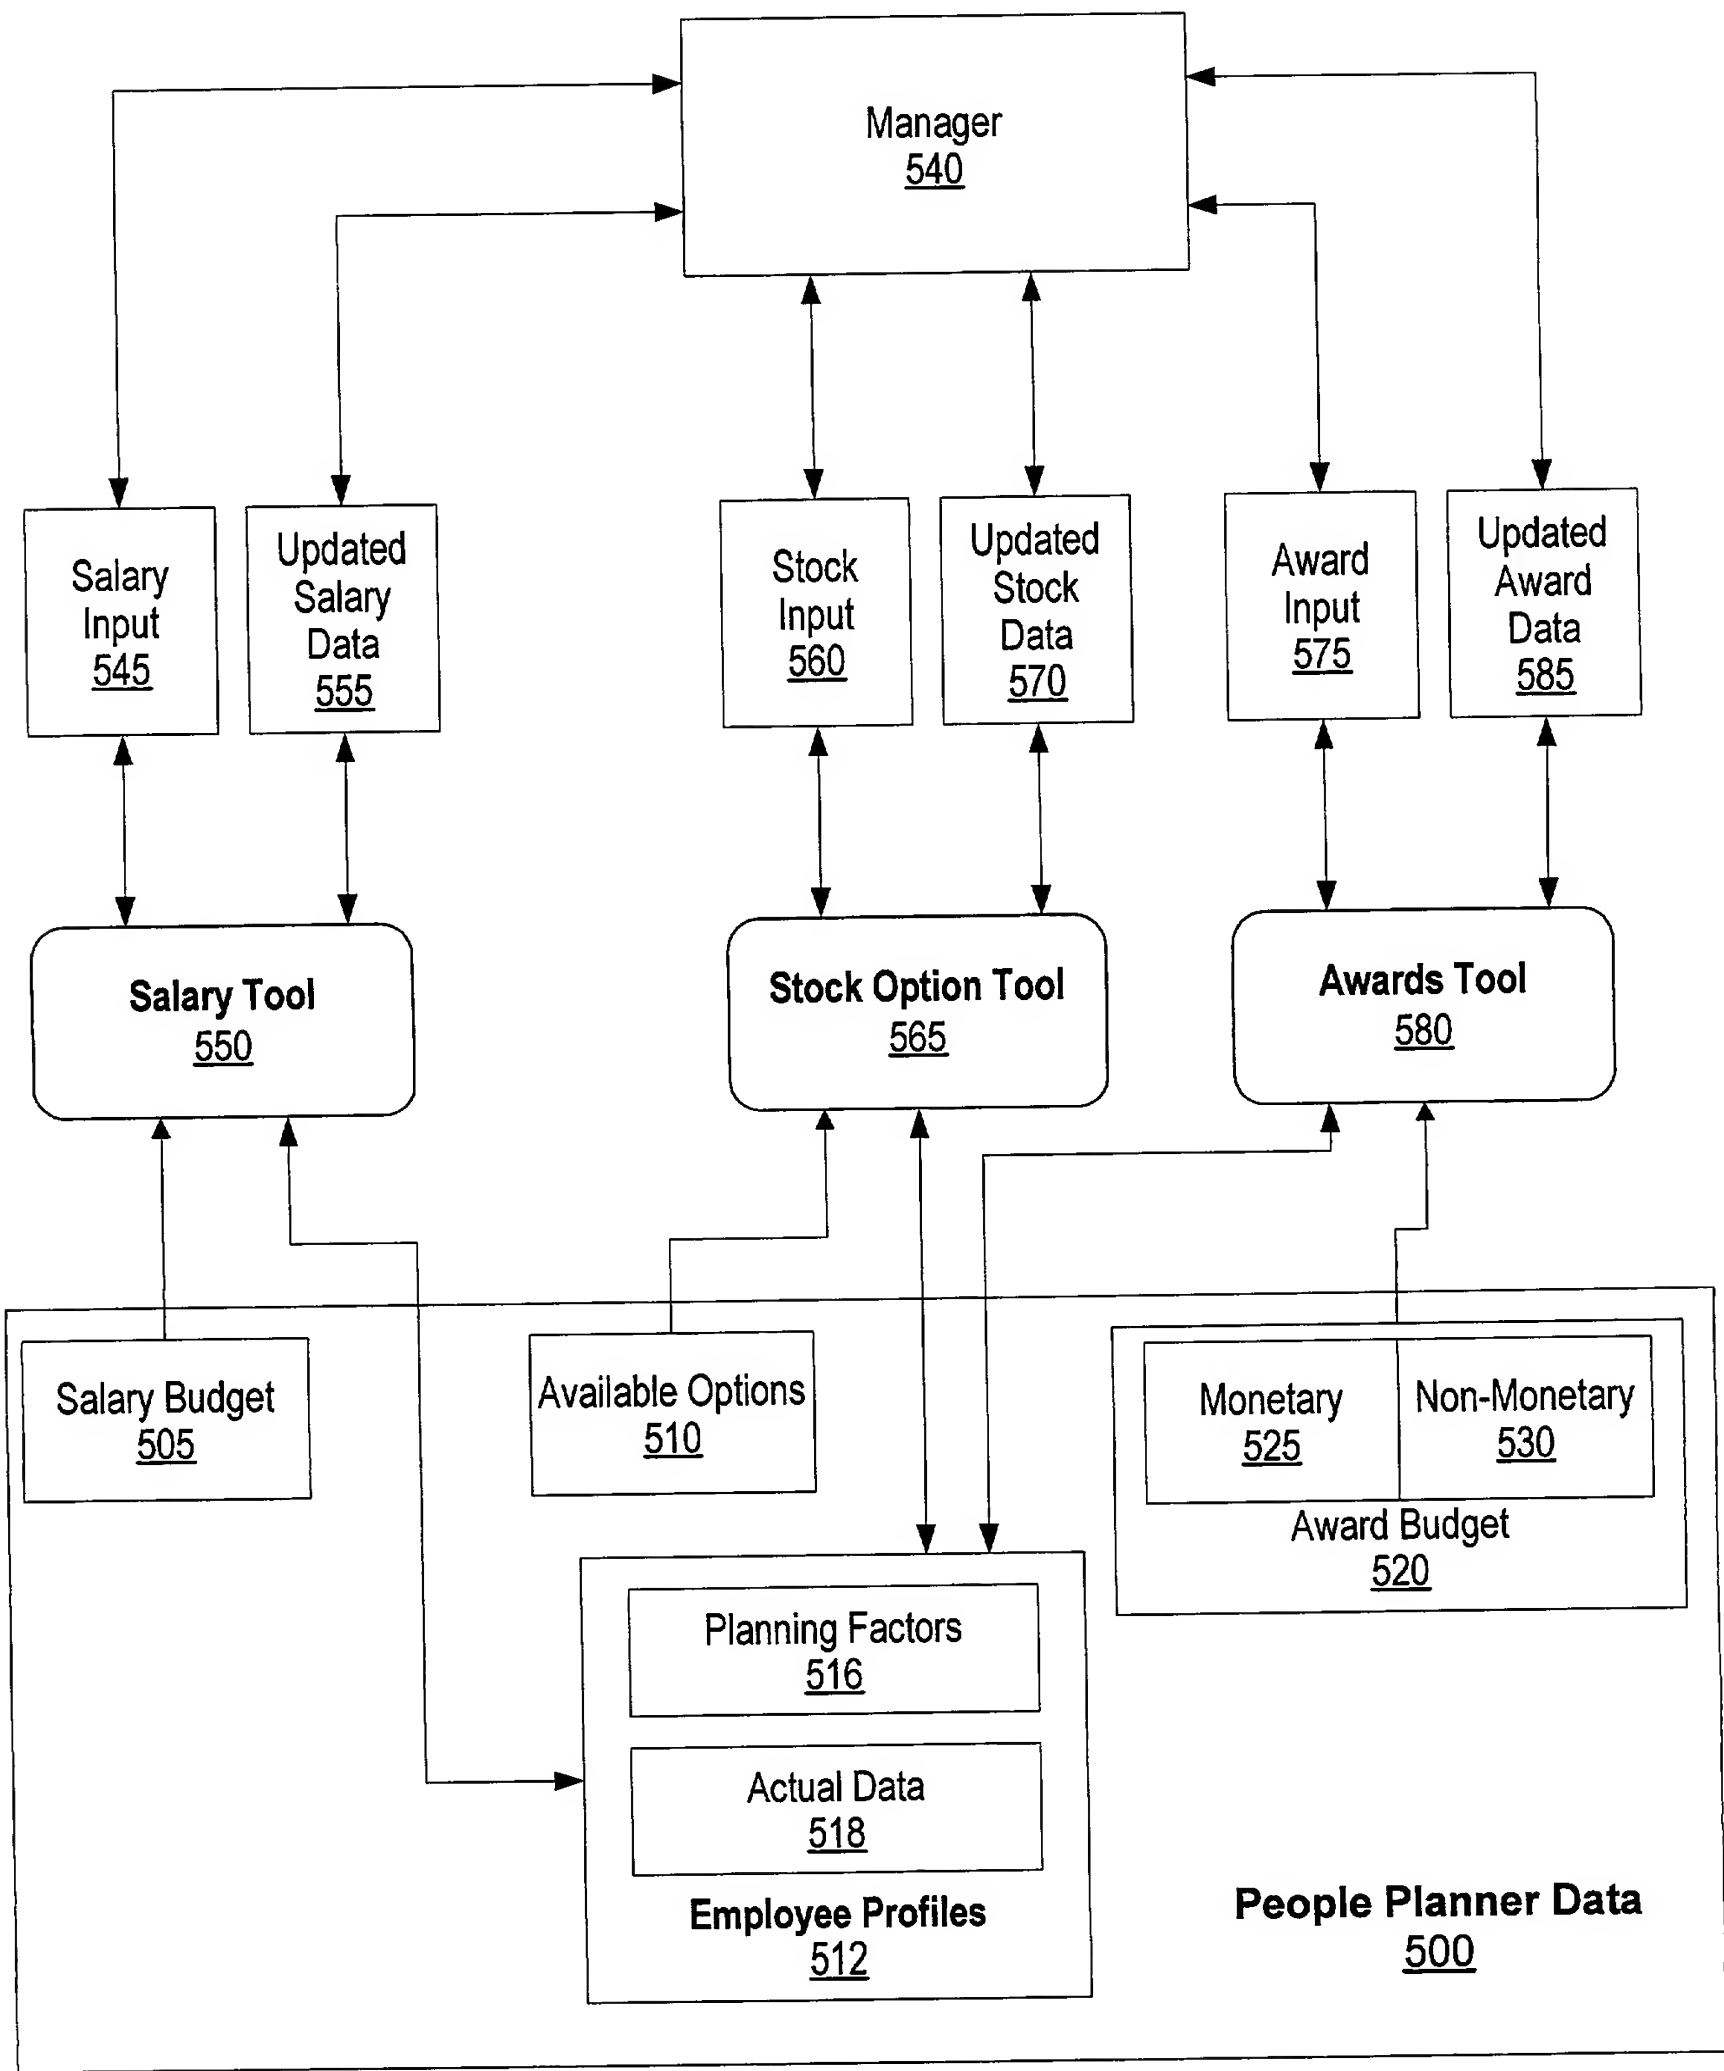 Manager
540
Salary
Input
545
Updated
Salary
Data
555
Stock
Input
560
Updated
Stock
Data
570
Award
Input
575
Updated
Award
Data
585
Salary Tool
550
Stock Option Tool
565
Awards Tool
580
Salary Budget
505
Available Options
510
Monetary
525
Non-Monetary
530
Award Budget
520
Planning Factors
516
Actual Data
518
Employee Profiles
512
People Planner Data
500